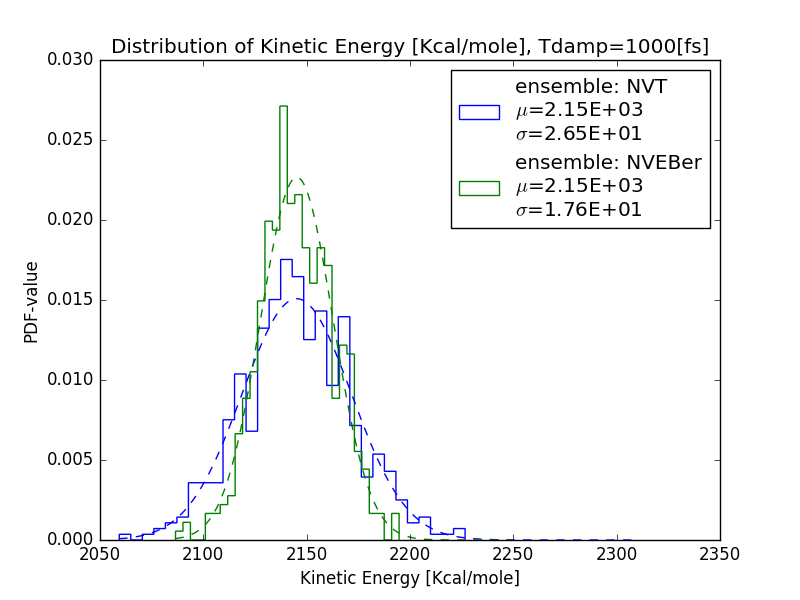 Distribution of Kinetic Energy [Kcal/mole], Tdamp=1000[fs]
0.030
0.025
0.020
0.015
0.010
0.005
0.000
PDF-value
ensemble: NVT
μ=2.15E+03
σ=2.65E+01
ensemble: NVEBer
μ=2.15E+03
σ=1.76E+01
2050 2100 2150 2200 2250 2300 2350
Kinetic Energy [Kcal/mole]